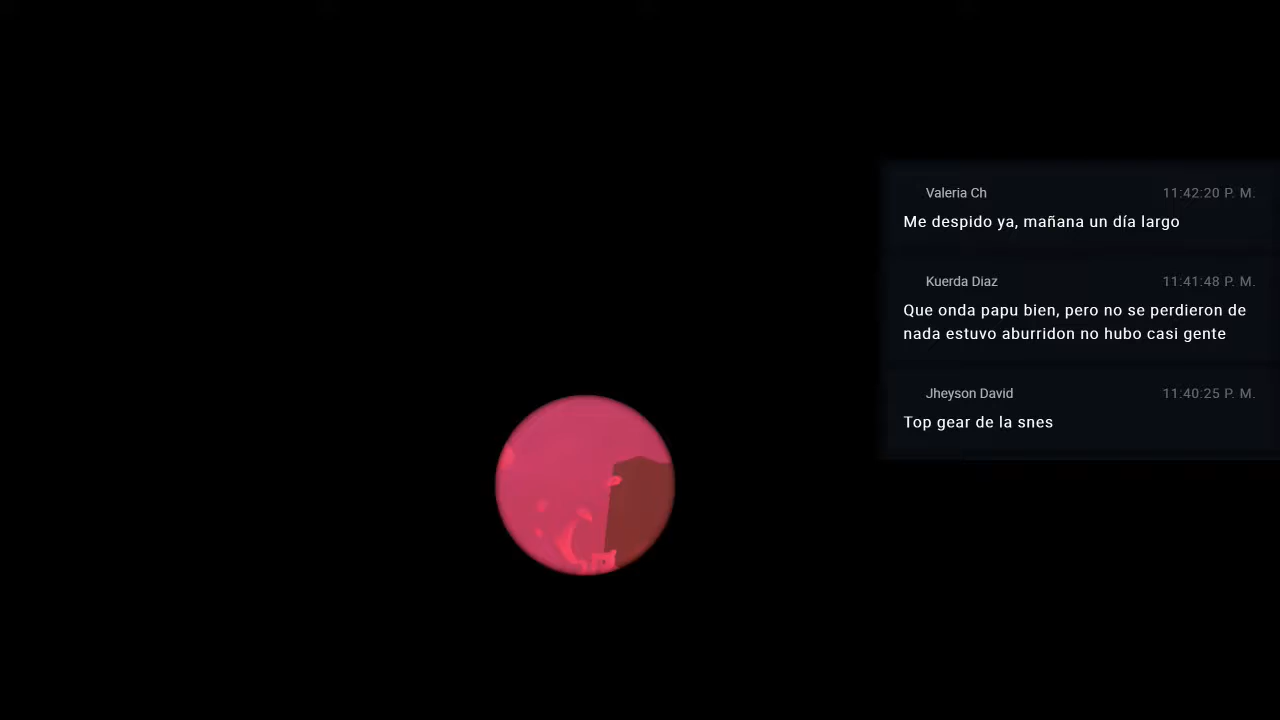 Valeria Ch 11:42:20 P. M.
Me despido ya, mañana un día largo
Kuerda Diaz 11:41:48 P. M.
Que onda papu bien, pero no se perdieron de
nada estuvo aburridon no hubo casi gente
Jheyson David 11:40:25 P. M.
Top gear de la snes